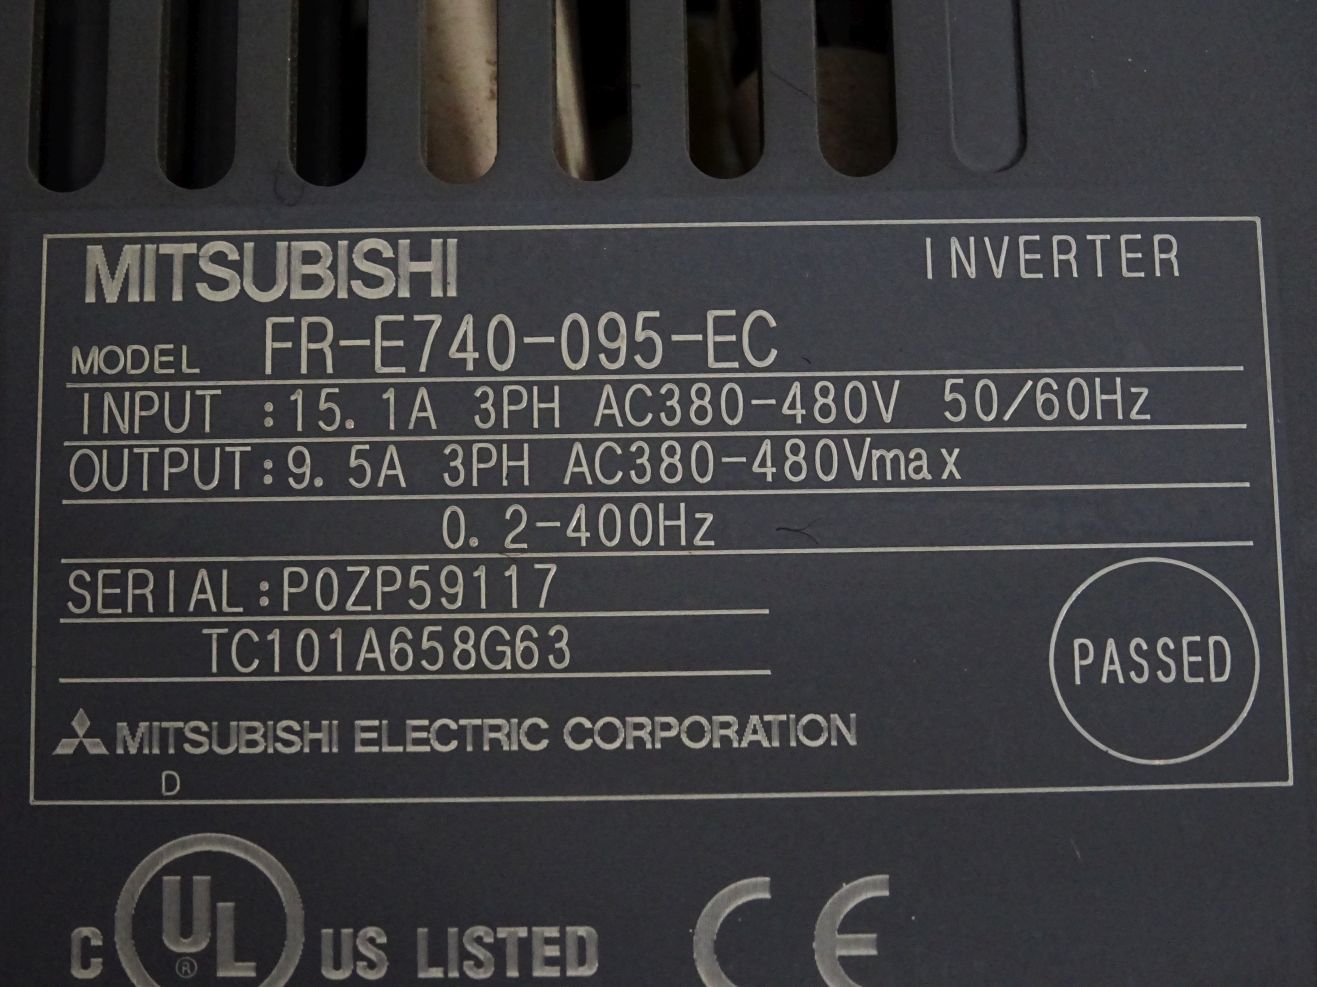 MITSUBISHI INVERTER
MODEL FR-E740-095-EC
INPUT :15.1A 3PH AC380-480V 50/60Hz
OUTPUT:9.5A 3PH AC380-480Vmax
0.2-400Hz
SERIAL:P0ZP59117
TC101A658G63
PASSED
MITSUBISHI ELECTRIC CORPORATION
D
C UL ® US LISTED CE